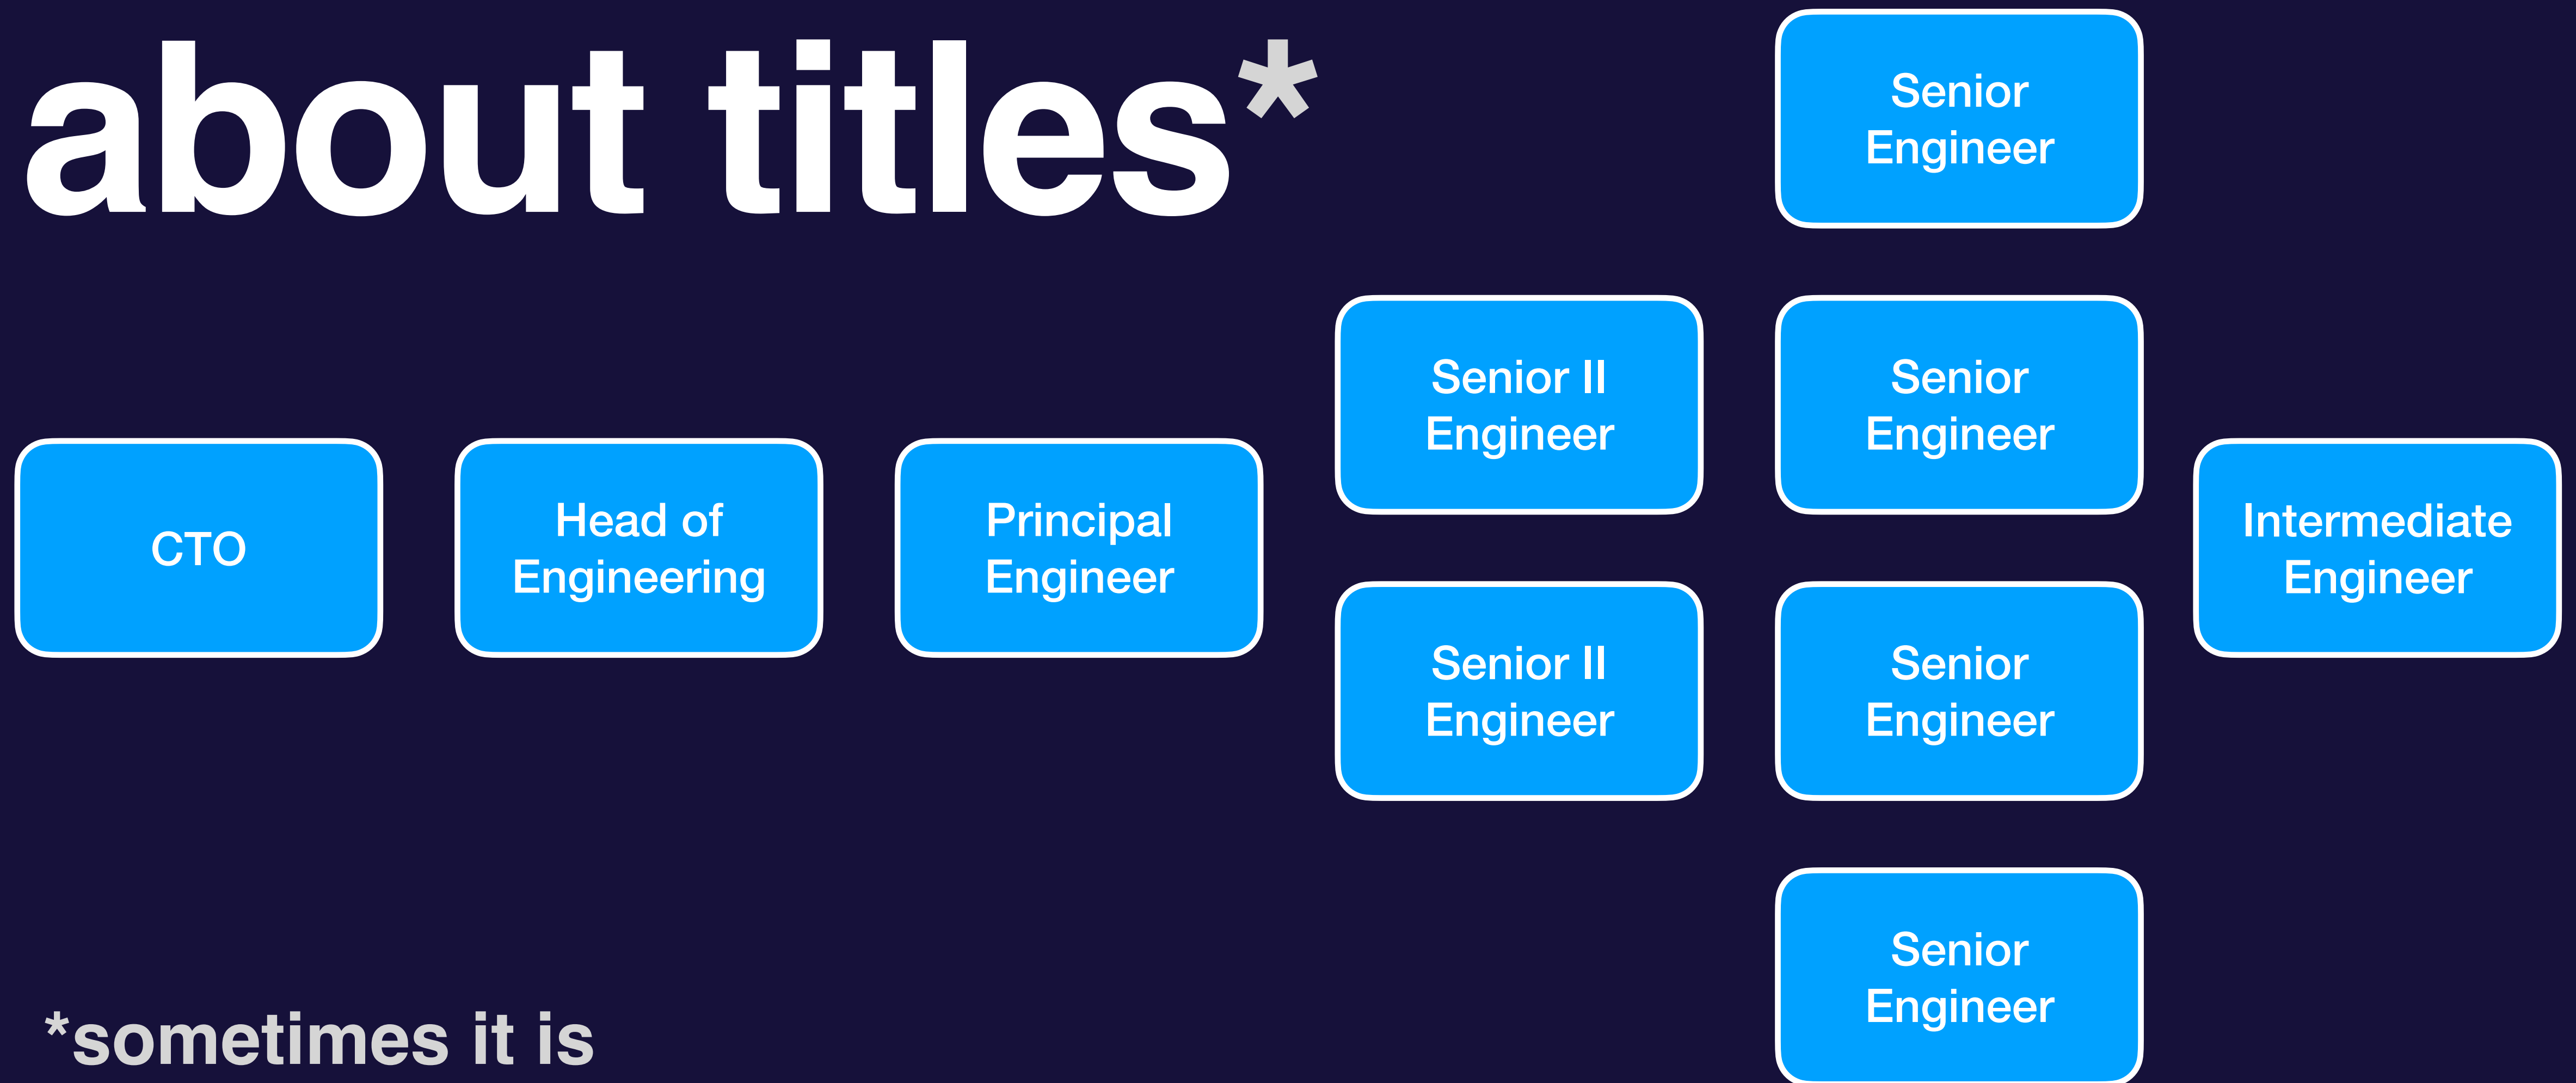 about titles*
CTO
Head of
Engineering
Principal
Engineer
Senior II
Engineer
Senior II
Engineer
Senior
Engineer
Senior
Engineer
Senior
Engineer
Senior
Engineer
Intermediate
Engineer
*sometimes it is